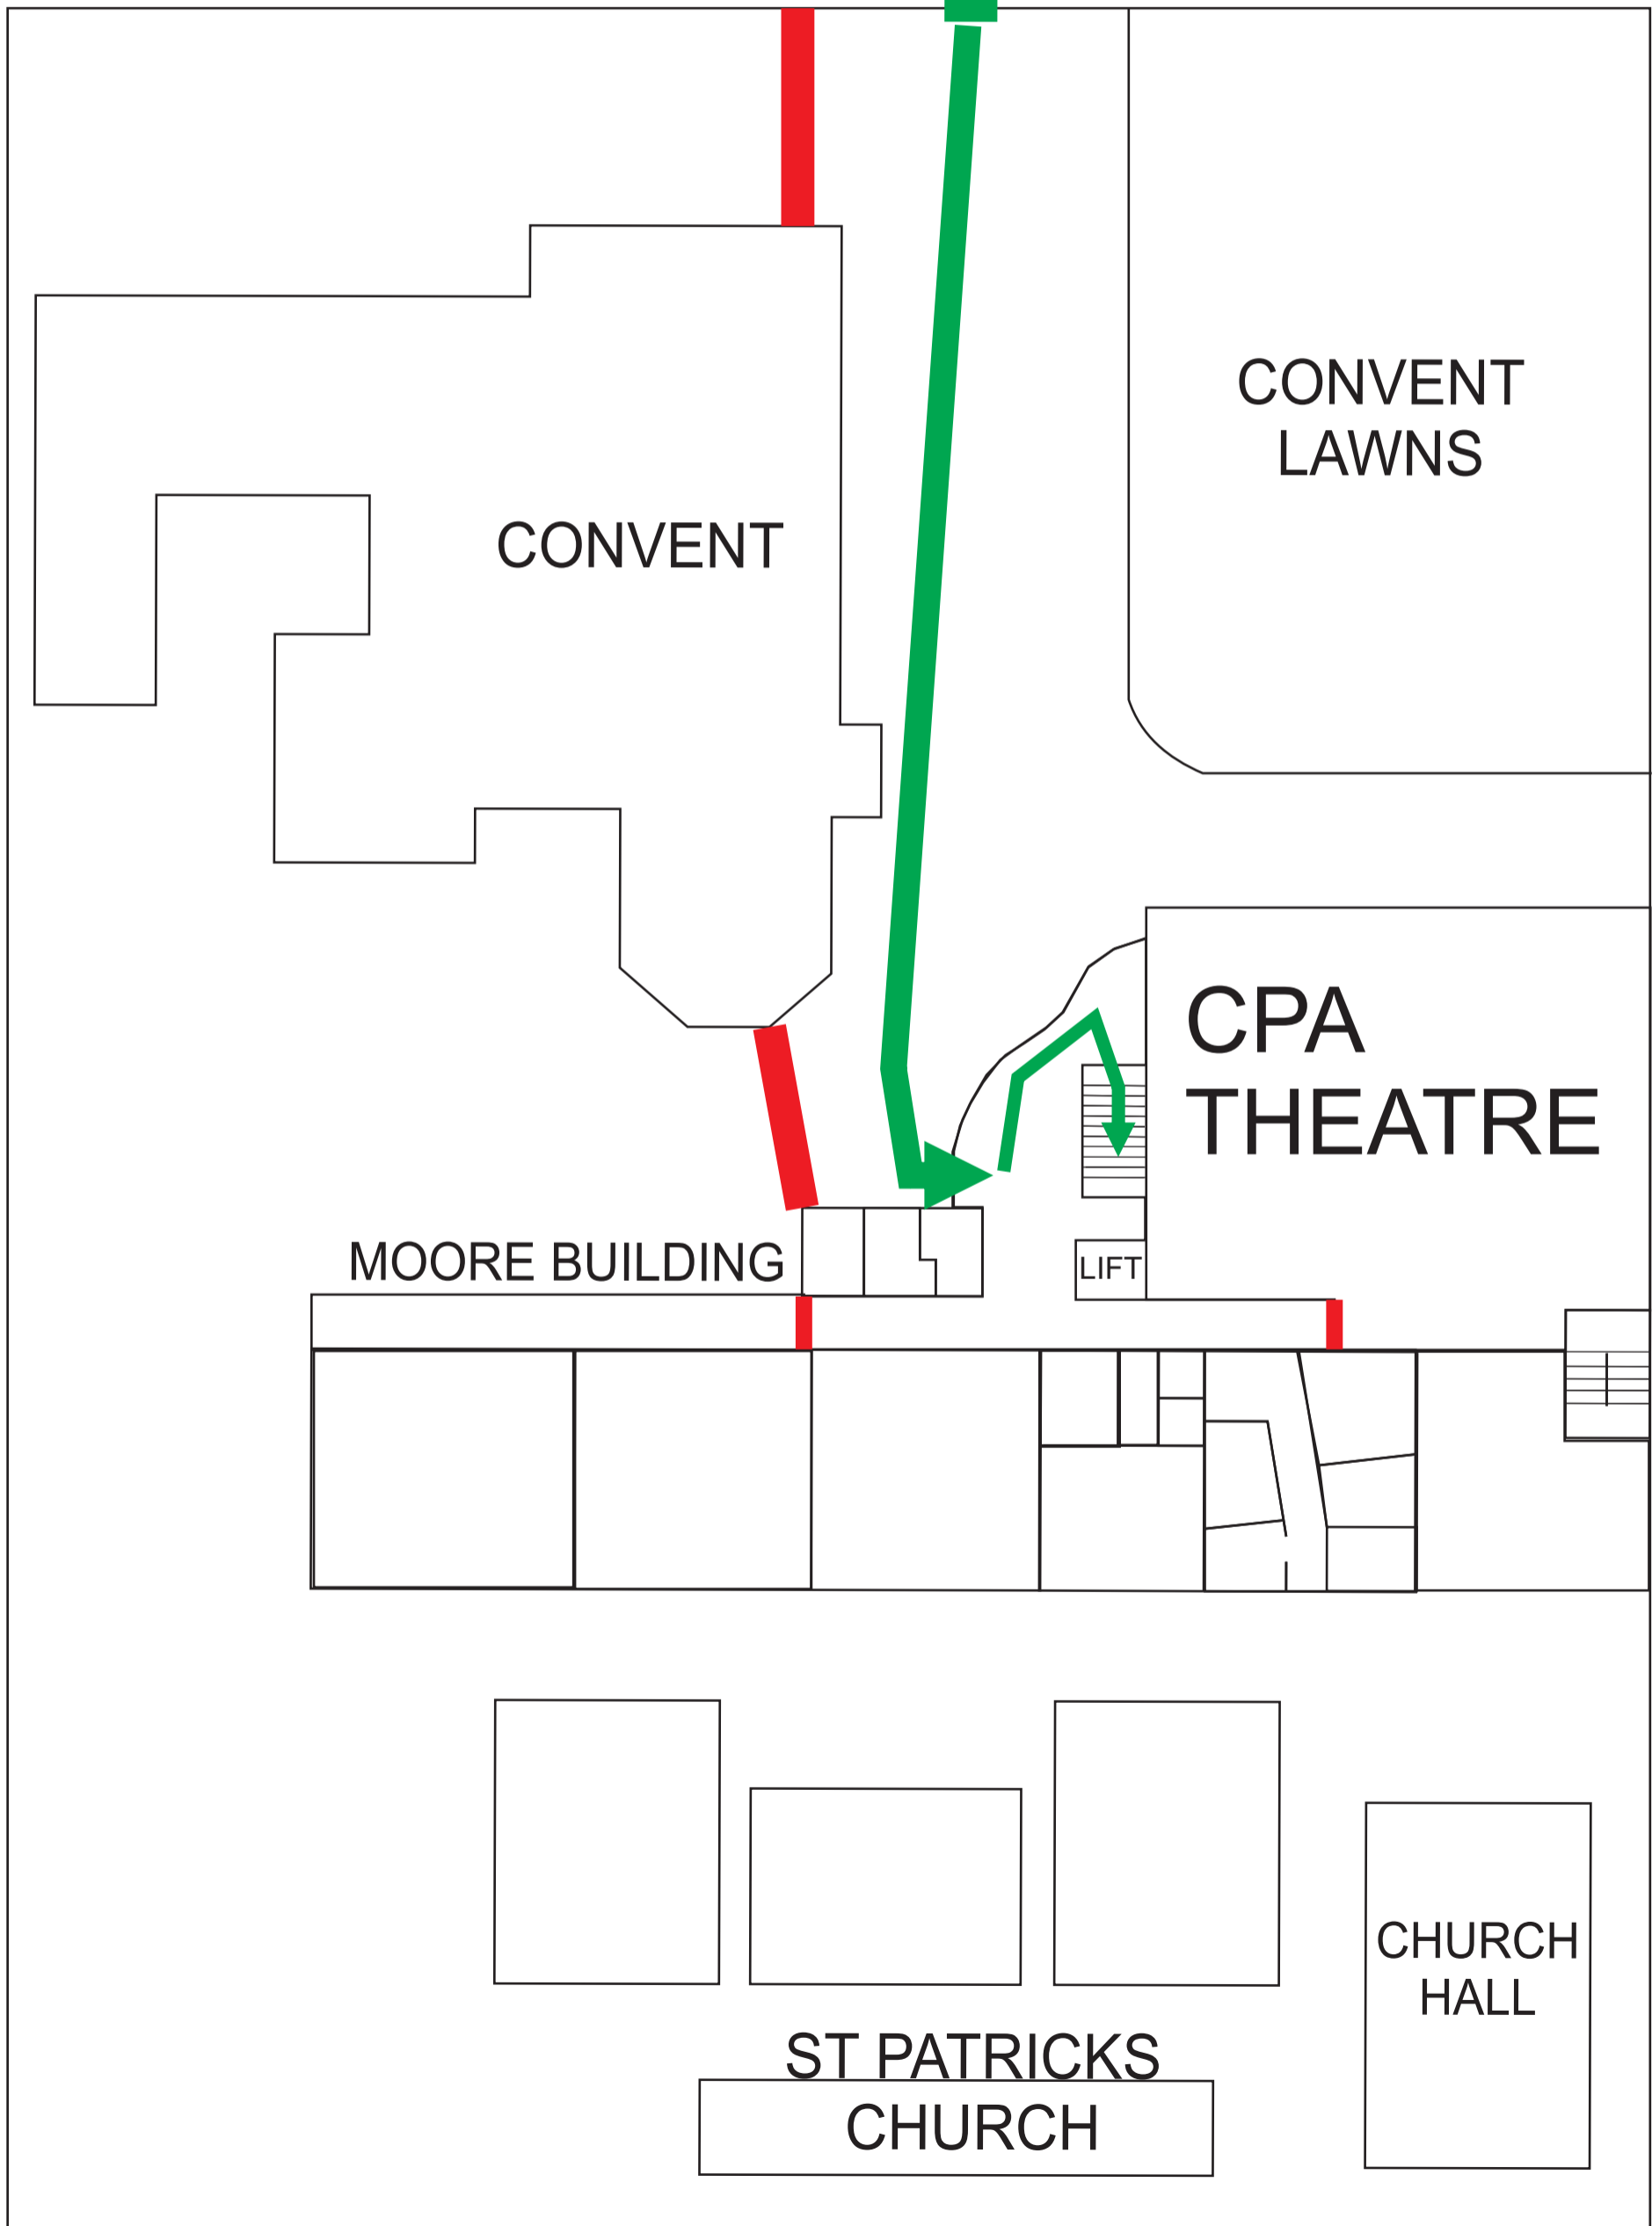 CONVENT
LAWNS
CONVENT
CPA
THEATRE
MOORE BUILDING
LIFT
CHURCH
HALL
ST PATRICKS
CHURCH